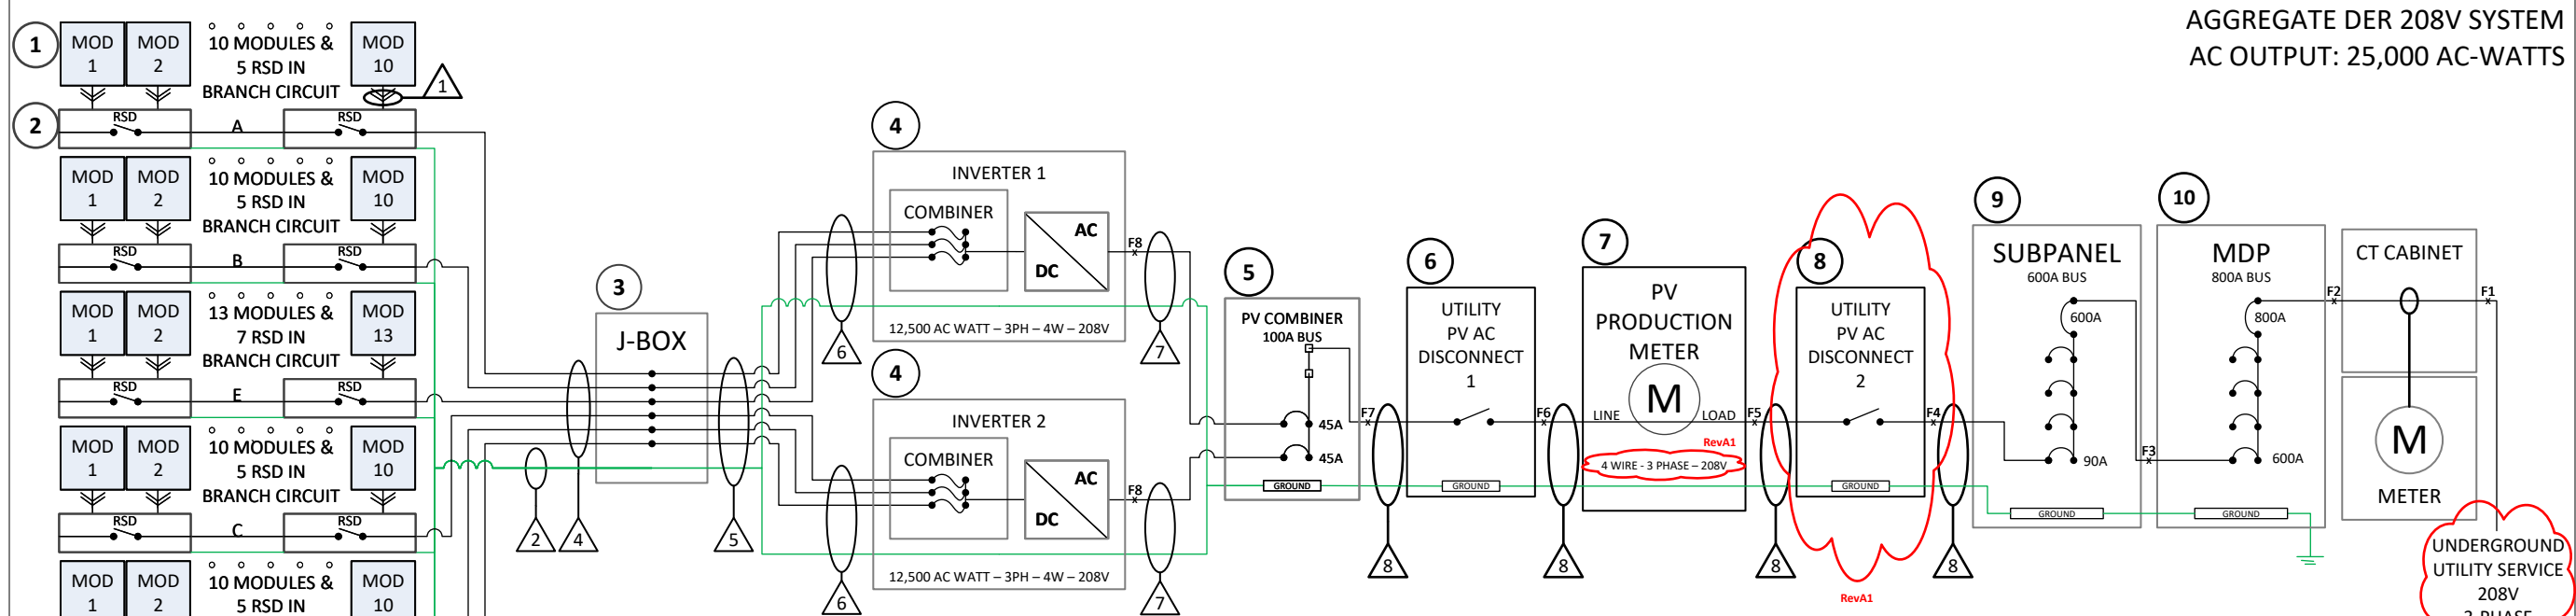 AGGREGATE DER 208V SYSTEM
AC OUTPUT: 25,000 AC-WATTS
1
MOD 1
MOD 2
10 MODULES &
5 RSD IN
BRANCH CIRCUIT
MOD 10
1
2
RSD
A
RSD
MOD 1
MOD 2
10 MODULES &
5 RSD IN
BRANCH CIRCUIT
MOD 10
RSD
B
RSD
MOD 1
MOD 2
13 MODULES &
7 RSD IN
BRANCH CIRCUIT
MOD 13
RSD
E
RSD
MOD 1
MOD 2
10 MODULES &
5 RSD IN
BRANCH CIRCUIT
MOD 10
RSD
C
RSD
MOD 1
MOD 2
10 MODULES &
5 RSD IN
MOD 10
2
4
3
J-BOX
5
4
INVERTER 1
COMBINER
AC
DC
F8
12,500 AC WATT – 3PH – 4W – 208V
6
7
4
INVERTER 2
COMBINER
AC
DC
F8
12,500 AC WATT – 3PH – 4W – 208V
6
7
5
PV COMBINER
100A BUS
45A
45A
GROUND
F7
8
6
UTILITY
PV AC
DISCONNECT
1
GROUND
F6
8
7
PV
PRODUCTION
METER
M
LINE
LOAD
RevA1
4 WIRE - 3 PHASE – 208V
F5
8
8
UTILITY
PV AC
DISCONNECT
2
GROUND
RevA1
F4
8
9
SUBPANEL
600A BUS
600A
90A
GROUND
F3
10
MDP
800A BUS
800A
600A
GROUND
F2
CT CABINET
F1
M
METER
UNDERGROUND
UTILITY SERVICE
208V
3-PHASE